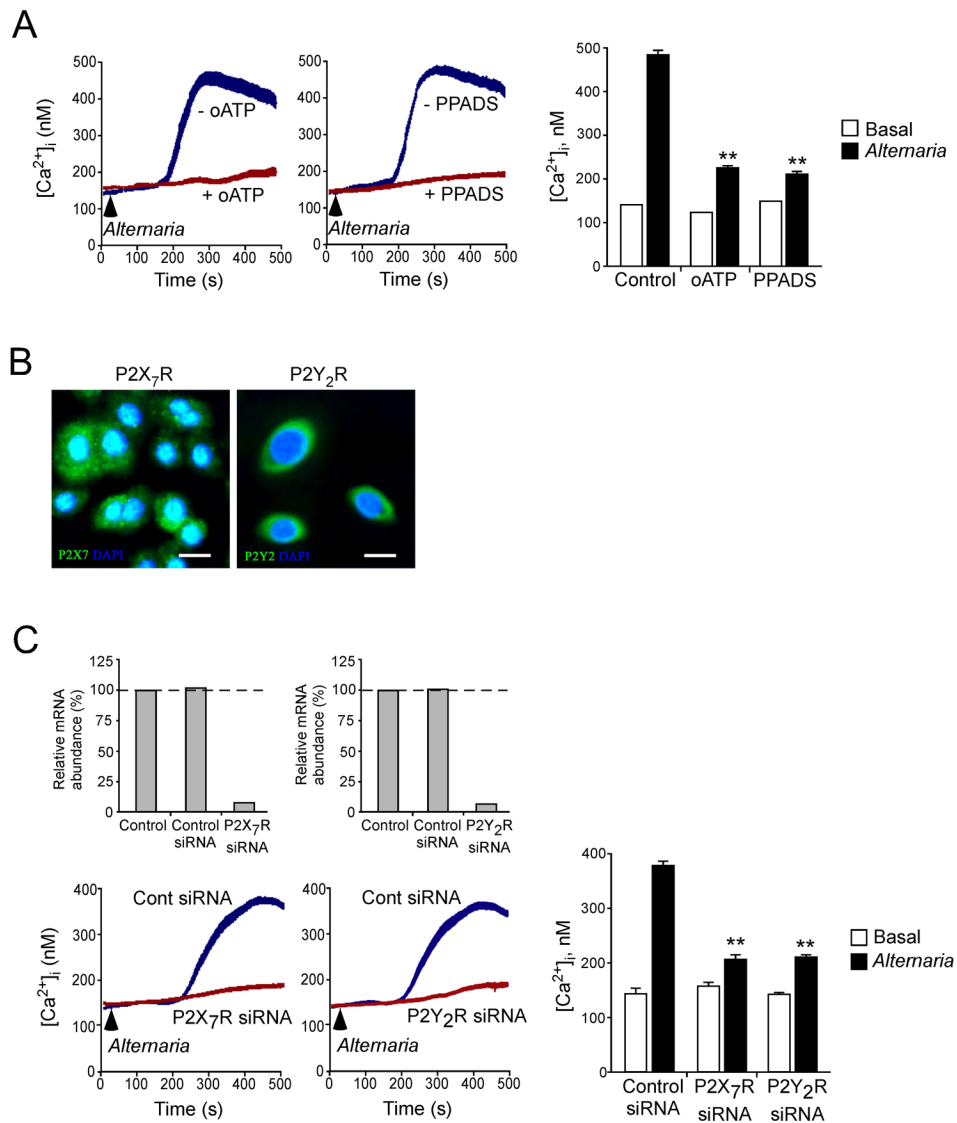 A
[Ca²⁺]ᵢ (nM)
500
400
300
200
100
0
- oATP
+ oATP
Alternaria
0 100 200 300 400 500
Time (s)
500
400
300
200
100
0
- PPADS
+ PPADS
Alternaria
0 100 200 300 400 500
Time (s)
[Ca²⁺]ᵢ, nM
500
400
300
200
100
0
** **
Control oATP PPADS
Basal
Alternaria
B
P2X₇R
P2X7 DAPI
P2Y₂R
P2Y2 DAPI
C
Relative mRNA
abundance (%)
125
100
75
50
25
0
Control Control P2X₇R
siRNA siRNA
Relative mRNA
abundance (%)
125
100
75
50
25
0
Control Control P2Y₂R
siRNA siRNA
[Ca²⁺]ᵢ (nM)
400
300
200
100
0
Cont siRNA
P2X₇R siRNA
Alternaria
0 100 200 300 400 500
Time (s)
400
300
200
100
0
Cont siRNA
P2Y₂R siRNA
Alternaria
0 100 200 300 400 500
Time (s)
[Ca²⁺]ᵢ, nM
400
300
200
100
0
** **
Control P2X₇R P2Y₂R
siRNA siRNA siRNA
Basal
Alternaria